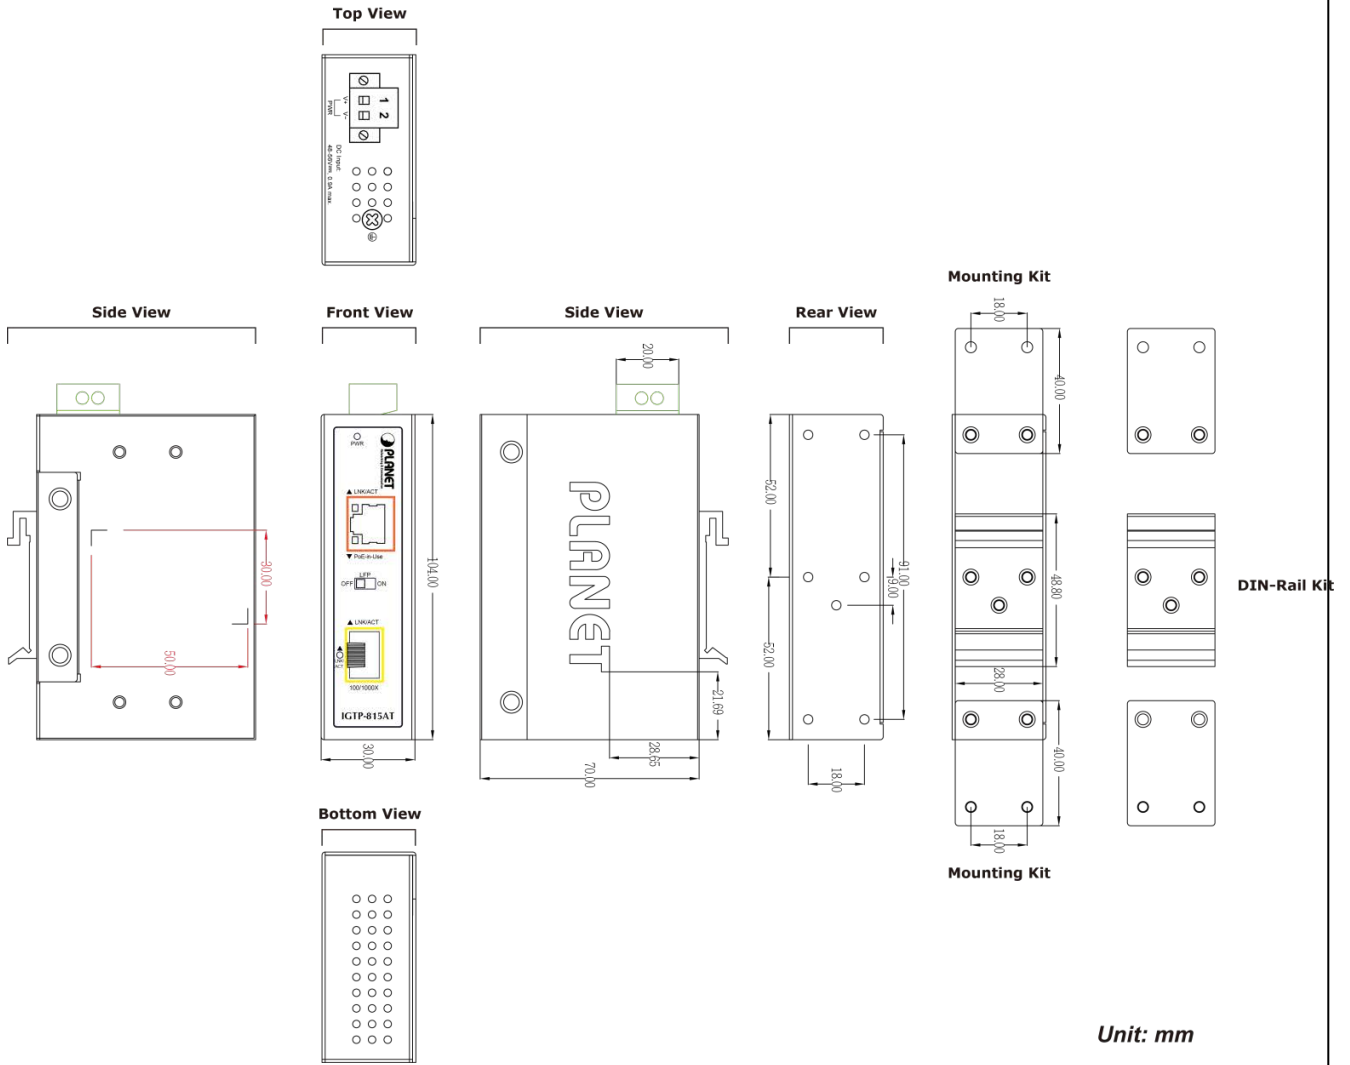 Top View
1
2
V+
V-
PWR
DC Input:
48-56V⎓, 0.9A max.
Mounting Kit
18.00
Side View
Front View
Side View
Rear View
20.00
40.00
PWR
PLANET
LNK/ACT
PoE-in-Use
LFP
OFF
ON
LNK/ACT
LNK/
ACT
100/1000X
IGTP-815AT
104.00
30.00
30.00
50.00
PLANET
21.69
28.65
70.00
52.00
52.00
91.00
9.00
18.00
48.80
28.00
DIN-Rail Kit
40.00
18.00
Bottom View
Mounting Kit
Unit: mm